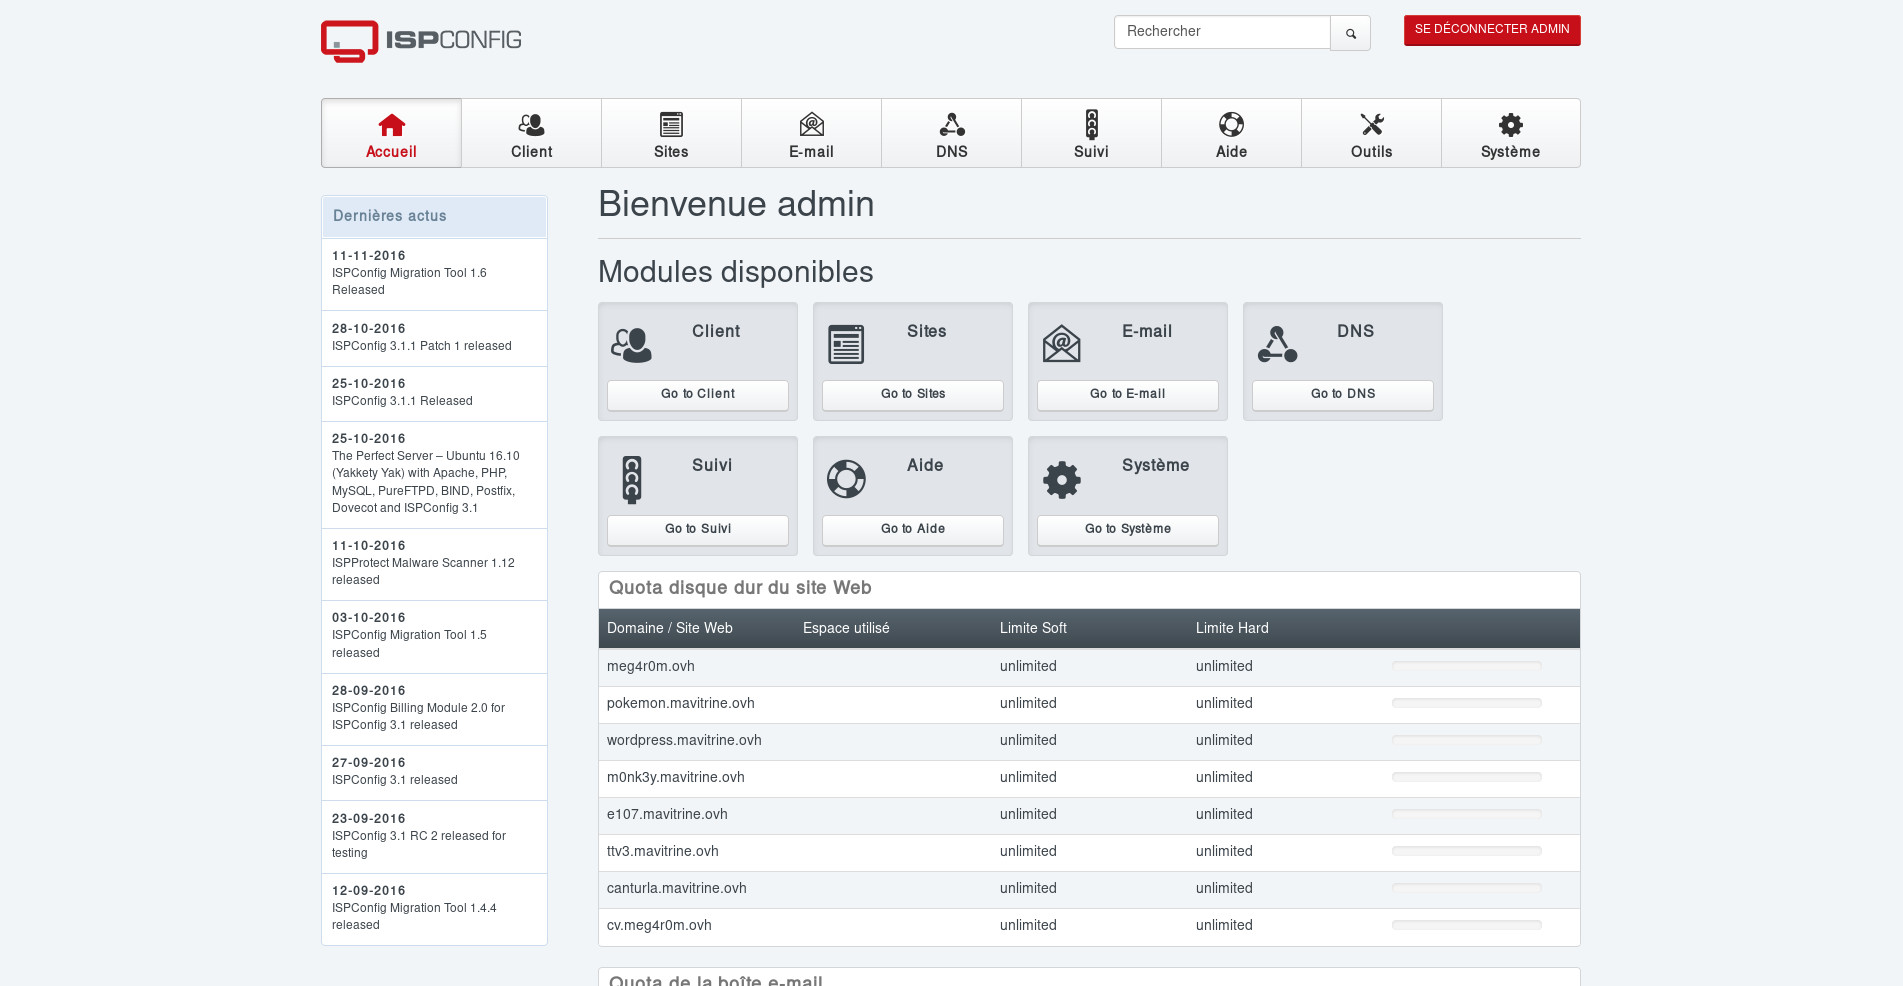 ISPCONFIG
Rechercher
SE DÉCONNECTER ADMIN
Accueil
Client
Sites
E-mail
DNS
Suivi
Aide
Outils
Système
Dernières actus
11-11-2016
ISPConfig Migration Tool 1.6
Released
28-10-2016
ISPConfig 3.1.1 Patch 1 released
25-10-2016
ISPConfig 3.1.1 Released
25-10-2016
The Perfect Server – Ubuntu 16.10
(Yakkety Yak) with Apache, PHP,
MySQL, PureFTPD, BIND, Postfix,
Dovecot and ISPConfig 3.1
11-10-2016
ISPProtect Malware Scanner 1.12
released
03-10-2016
ISPConfig Migration Tool 1.5
released
28-09-2016
ISPConfig Billing Module 2.0 for
ISPConfig 3.1 released
27-09-2016
ISPConfig 3.1 released
23-09-2016
ISPConfig 3.1 RC 2 released for
testing
12-09-2016
ISPConfig Migration Tool 1.4.4
released
Bienvenue admin
Modules disponibles
Client
Go to Client
Sites
Go to Sites
E-mail
Go to E-mail
DNS
Go to DNS
Suivi
Go to Suivi
Aide
Go to Aide
Système
Go to Système
Quota disque dur du site Web
Domaine / Site Web Espace utilisé Limite Soft Limite Hard
meg4r0m.ovh unlimited unlimited
pokemon.mavitrine.ovh unlimited unlimited
wordpress.mavitrine.ovh unlimited unlimited
m0nk3y.mavitrine.ovh unlimited unlimited
e107.mavitrine.ovh unlimited unlimited
ttv3.mavitrine.ovh unlimited unlimited
canturla.mavitrine.ovh unlimited unlimited
cv.meg4r0m.ovh unlimited unlimited
Quota de la boîte e-mail